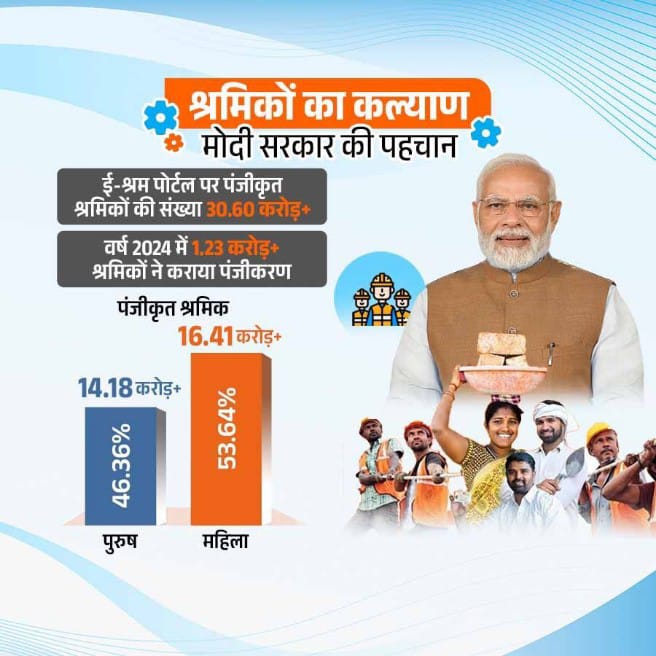 श्रमिकों का कल्याण
मोदी सरकार की पहचान
ई-श्रम पोर्टल पर पंजीकृत
श्रमिकों की संख्या 30.60 करोड़+
वर्ष 2024 में 1.23 करोड़+
श्रमिकों ने कराया पंजीकरण
पंजीकृत श्रमिक
16.41 करोड़+
14.18 करोड़+
46.36%
53.64%
पुरुष
महिला